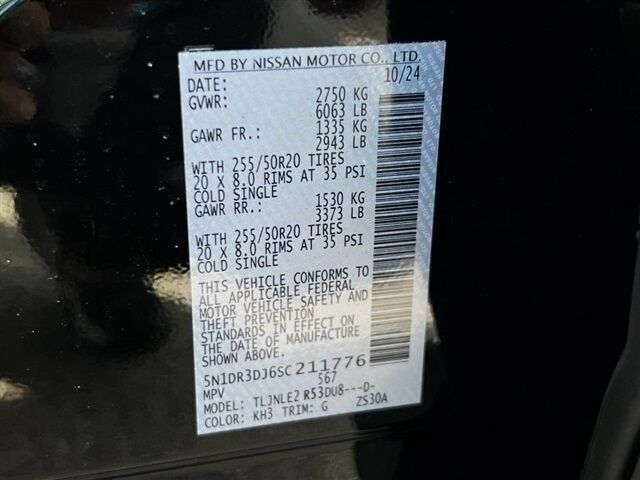 MFD BY NISSAN MOTOR CO., LTD.
DATE: 10/24
GVWR: 2750 KG
6063 LB
GAWR FR.: 1335 KG
2943 LB
WITH 255/50R20 TIRES
20 X 8.0 RIMS AT 35 PSI
COLD SINGLE
GAWR RR.: 1530 KG
3373 LB
WITH 255/50R20 TIRES
20 X 8.0 RIMS AT 35 PSI
COLD SINGLE
THIS VEHICLE CONFORMS TO
ALL APPLICABLE FEDERAL
MOTOR VEHICLE SAFETY AND
THEFT PREVENTION
STANDARDS IN EFFECT ON
THE DATE OF MANUFACTURE
SHOWN ABOVE.
5N1DR3DJ6SC211776
MPV 567
MODEL: TLJNLE2 R53DU8---D-
COLOR: KH3 TRIM: G ZS30A